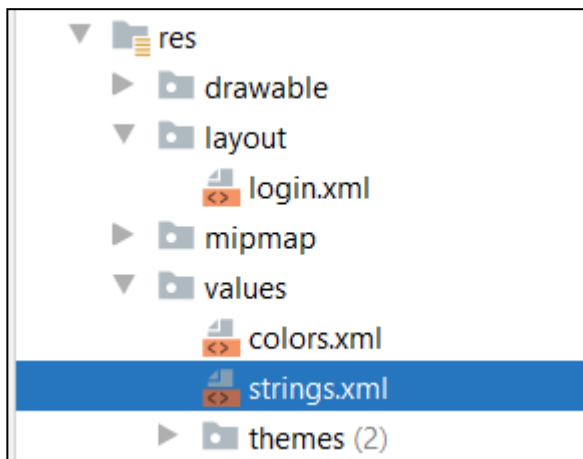 res
drawable
layout
login.xml
mipmap
values
colors.xml
strings.xml
themes (2)